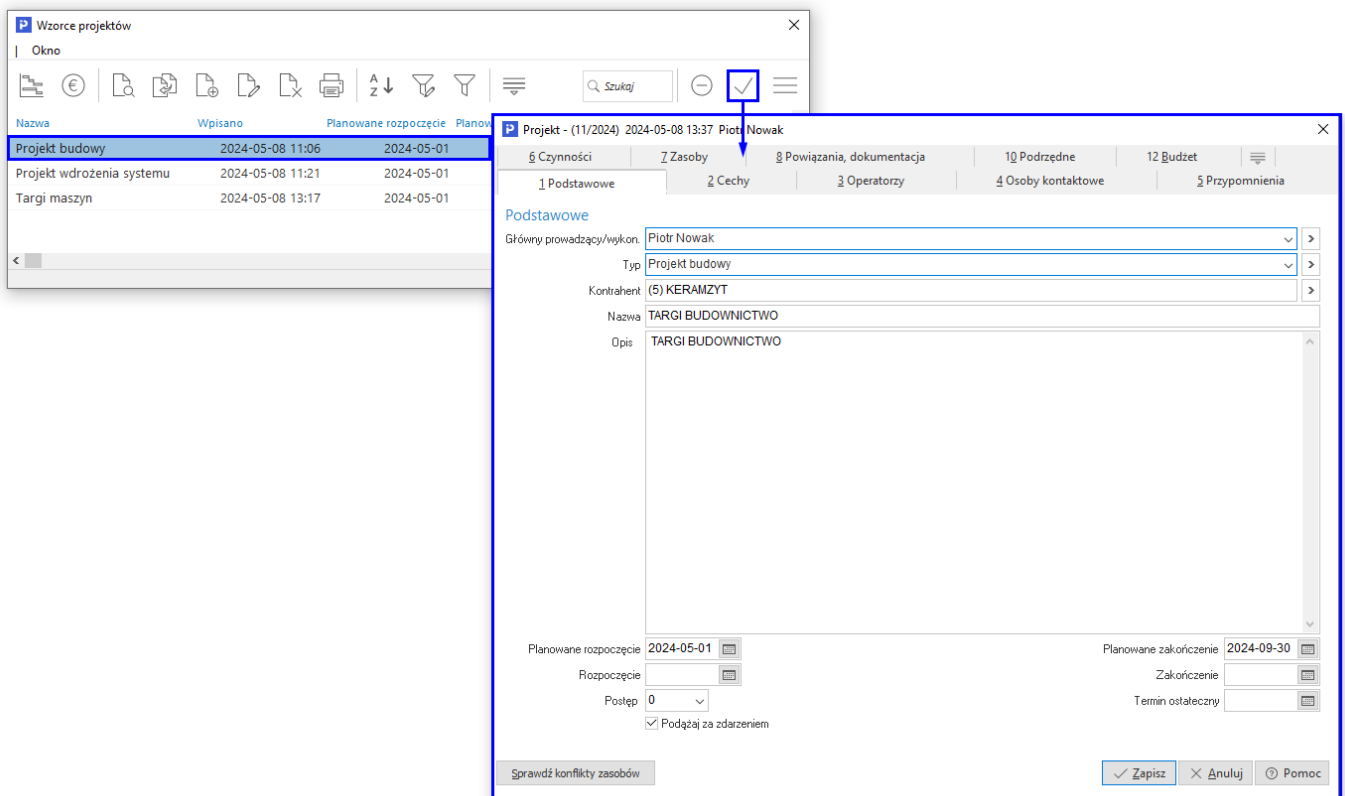 Wzorce projektów
Okno
Szukaj
Nazwa Wpisano Planowane rozpoczęcie Planow
Projekt budowy 2024-05-08 11:06 2024-05-01
Projekt wdrożenia systemu 2024-05-08 11:21 2024-05-01
Targi maszyn 2024-05-08 13:17 2024-05-01
Projekt - (11/2024) 2024-05-08 13:37 Piotr Nowak
6 Czynności 7 Zasoby 8 Powiązania, dokumentacja 10 Podrzędne 12 Budżet
1 Podstawowe 2 Cechy 3 Operatorzy 4 Osoby kontaktowe 5 Przypomnienia
Podstawowe
Główny prowadzący/wykon. Piotr Nowak
Typ Projekt budowy
Kontrahent (5) KERAMZYT
Nazwa TARGI BUDOWNICTWO
Opis TARGI BUDOWNICTWO
Planowane rozpoczęcie 2024-05-01 Planowane zakończenie 2024-09-30
Rozpoczęcie Zakończenie
Postęp 0 Termin ostateczny
Podążaj za zdarzeniem
Sprawdź konflikty zasobów Zapisz Anuluj Pomoc